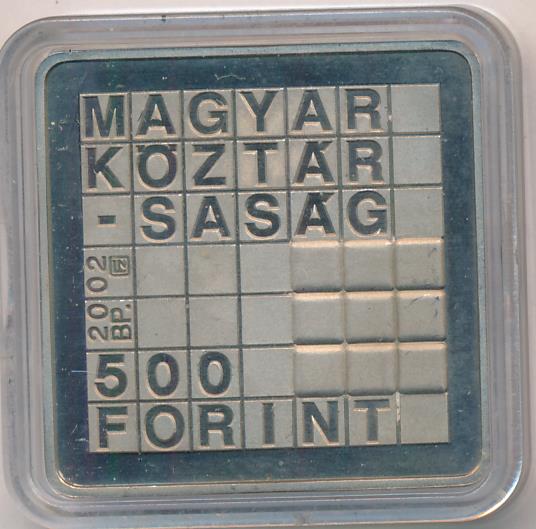 MAGYAR
KÖZTÁR
-SASÁG
2002
BP.
500
FORINT